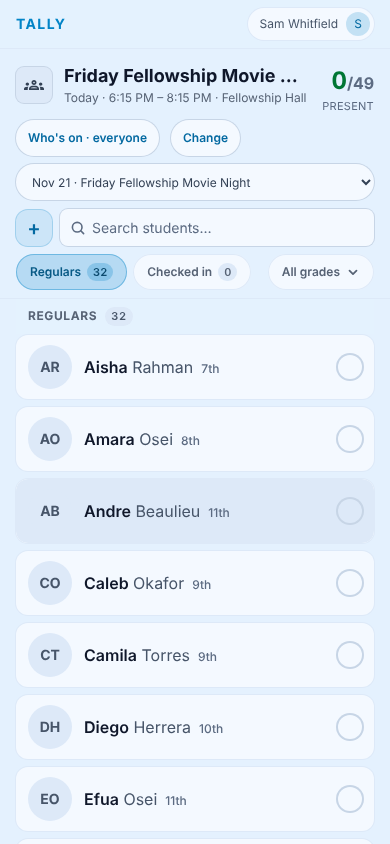 TALLY
Sam Whitfield S
Friday Fellowship Movie ...
Today · 6:15 PM – 8:15 PM · Fellowship Hall
0/49
PRESENT
Who's on · everyone
Change
Nov 21 · Friday Fellowship Movie Night
+
Search students...
Regulars 32
Checked in 0
All grades
REGULARS 32
AR Aisha Rahman 7th
AO Amara Osei 8th
AB Andre Beaulieu 11th
CO Caleb Okafor 9th
CT Camila Torres 9th
DH Diego Herrera 10th
EO Efua Osei 11th